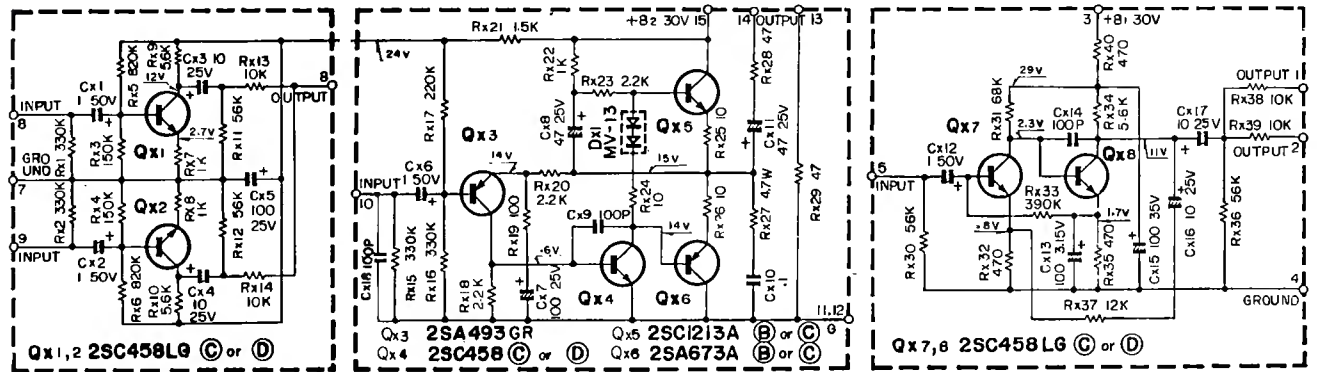 INPUT
8
GRO
UND
7
9
INPUT
Cx1
1 50V
Cx2
1 50V
Rx1 330K
Rx2 330K
Rx3
150K
Rx4
150K
Rx5 820K
Rx6 820K
Rx9
5.6K
Rx10
5.6K
Cx3 10
25V
12V
2.7V
Qx1
Qx2
Rx7
1K
Rx8
1K
Rx11 56K
Rx12 56K
Cx4
10
25V
Cx5
100
25V
Rx13
10K
Rx14
10K
8
OUTPUT
Qx1,2 2SC458LG C or D
24V
Rx21 1.5K
+B2 30V 15
14 OUTPUT 13
Rx17 220K
Rx22
1K
Rx23 2.2K
Cx8
47 25V
Dx1
MV-13
Qx5
Rx25 10
Rx28 47
Cx11
47 25V
Qx3
14V
15V
INPUT
10
Cx6
1 50V
Rx20
2.2K
Rx24
10
Rx29 47
Cx18 100P
Rx15 330K
Rx16 330K
Rx19 100
Cx9 100P
14V
Rx26 10
Rx27 4.7W
.6V
Rx18
2.2K
Cx7
100 25V
Qx4
Qx6
Cx10
.1
11,12
G
Qx3 2SA493 GR
Qx5 2SC1213A B or C
Qx4 2SC458 C or D
Qx6 2SA673A B or C
3 +B1 30V
Rx40
470
29V
Rx31 68K
Cx14
100P
Rx34
5.6K
Cx17
10 25V
OUTPUT 1
Rx38 10K
Rx39 10K
OUTPUT 2
Qx7
2.3V
Qx8
11V
5
INPUT
Cx12
1 50V
Rx33
390K
.8V
1.7V
Rx30 56K
Rx32
470
Cx13
100 3.15V
Rx35 470
Cx15 100 35V
Cx16 10 25V
Rx36 56K
Rx37 12K
4
GROUND
Qx7,8 2SC458LG C or D